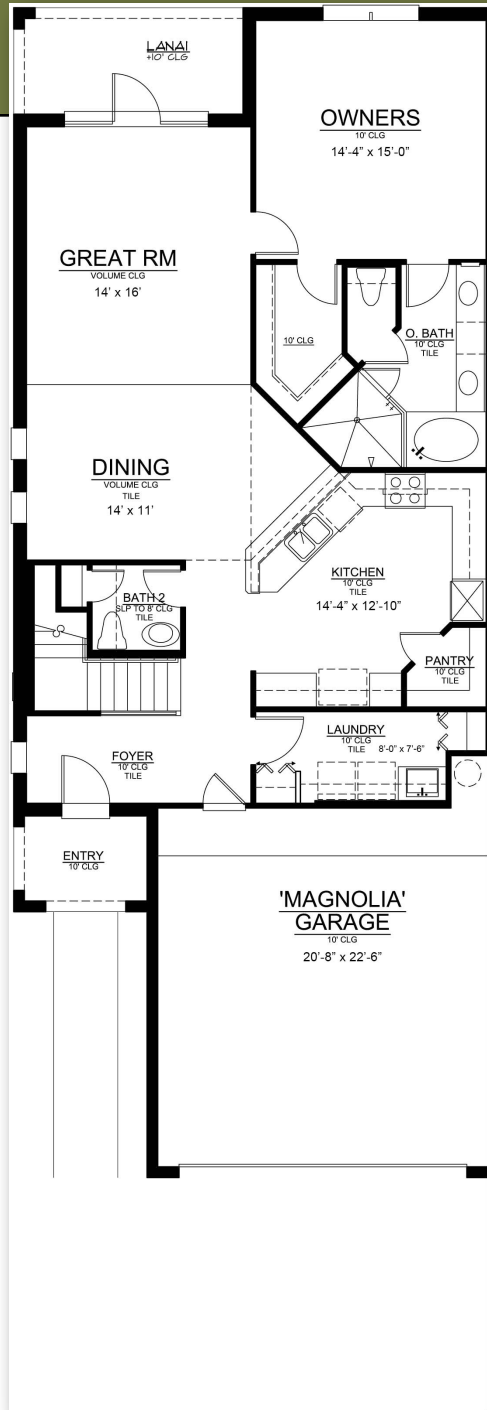 LANAI
+10' CLG
OWNERS
10' CLG
14'-4" x 15'-0"
GREAT RM
VOLUME CLG
14' x 16'
10' CLG
O. BATH
10' CLG
TILE
DINING
VOLUME CLG
TILE
14' x 11'
KITCHEN
10' CLG
TILE
14'-4" x 12'-10"
BATH 2
SLP TO 8' CLG
TILE
PANTRY
10' CLG
TILE
LAUNDRY
10' CLG
TILE 8'-0" x 7'-6"
FOYER
10' CLG
TILE
ENTRY
10' CLG
'MAGNOLIA'
GARAGE
10' CLG
20'-8" x 22'-6"